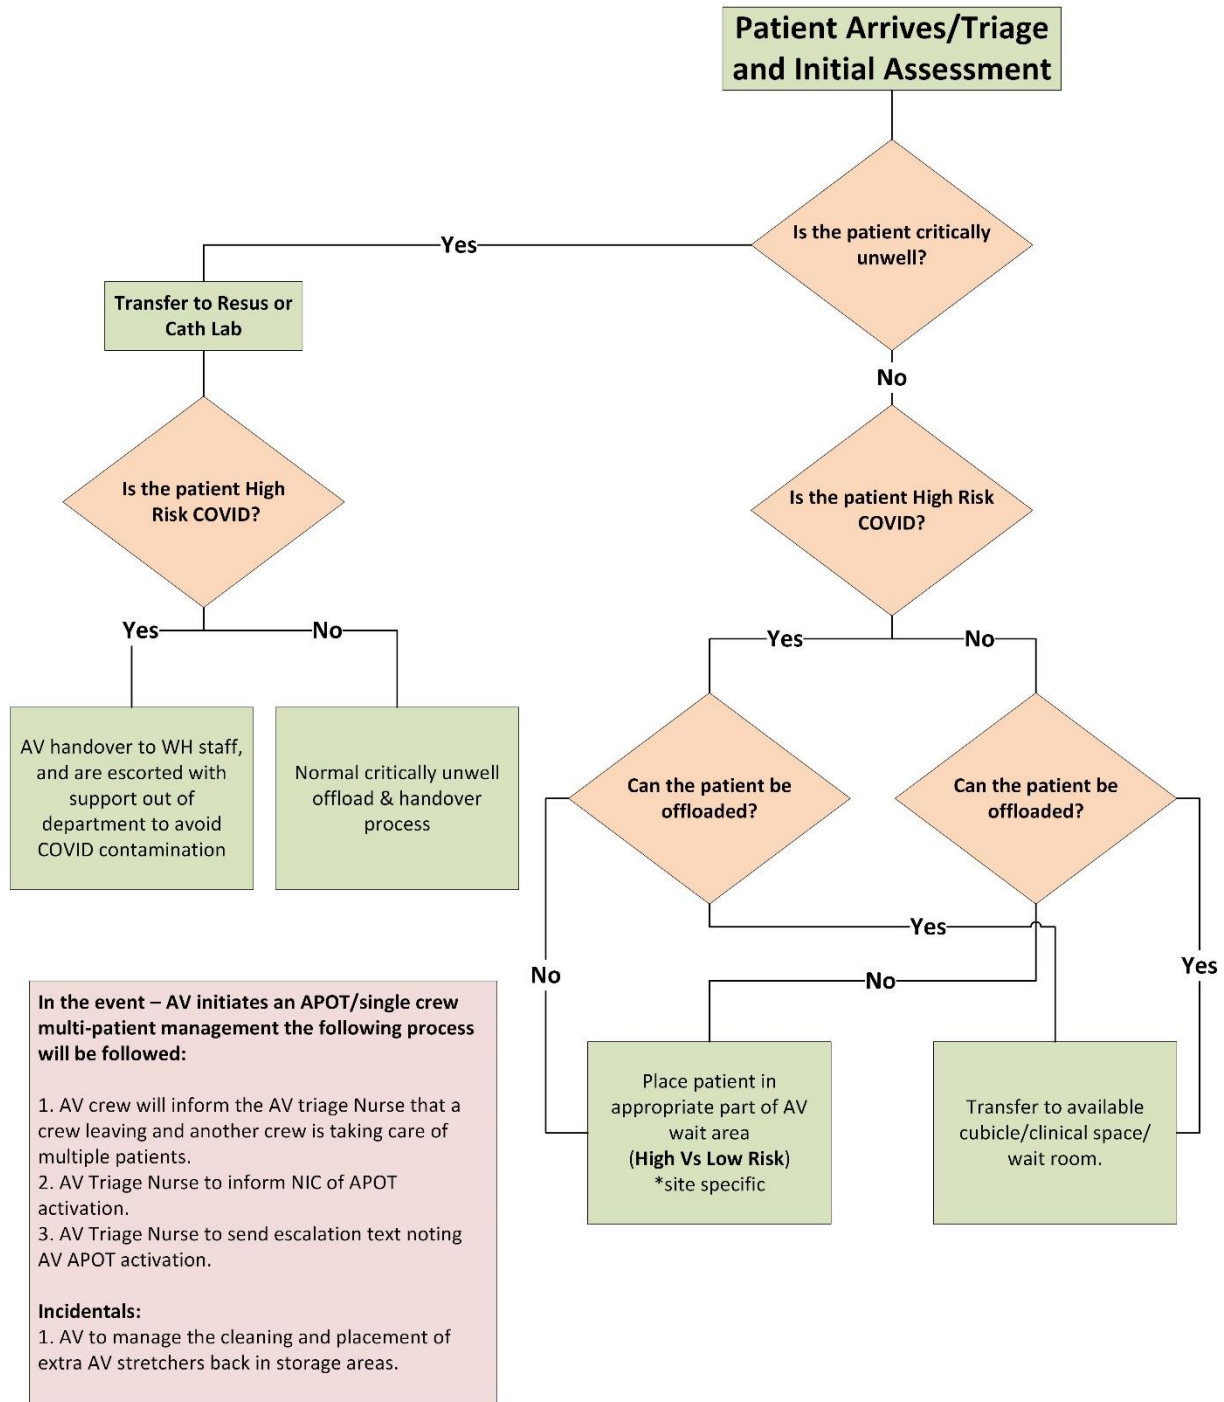 Patient Arrives/Triage
and Initial Assessment
Is the patient critically
unwell?
Yes
No
Transfer to Resus or
Cath Lab
Is the patient High
Risk COVID?
Yes
No
AV handover to WH staff,
and are escorted with
support out of
department to avoid
COVID contamination
Normal critically unwell
offload & handover
process
Is the patient High Risk
COVID?
Yes
No
Can the patient be
offloaded?
Can the patient be
offloaded?
Yes
No
No
Yes
Place patient in
appropriate part of AV
wait area
(High Vs Low Risk)
*site specific
Transfer to available
cubicle/clinical space/
wait room.
In the event – AV initiates an APOT/single crew
multi-patient management the following process
will be followed:
1. AV crew will inform the AV triage Nurse that a
crew leaving and another crew is taking care of
multiple patients.
2. AV Triage Nurse to inform NIC of APOT
activation.
3. AV Triage Nurse to send escalation text noting
AV APOT activation.
Incidentals:
1. AV to manage the cleaning and placement of
extra AV stretchers back in storage areas.